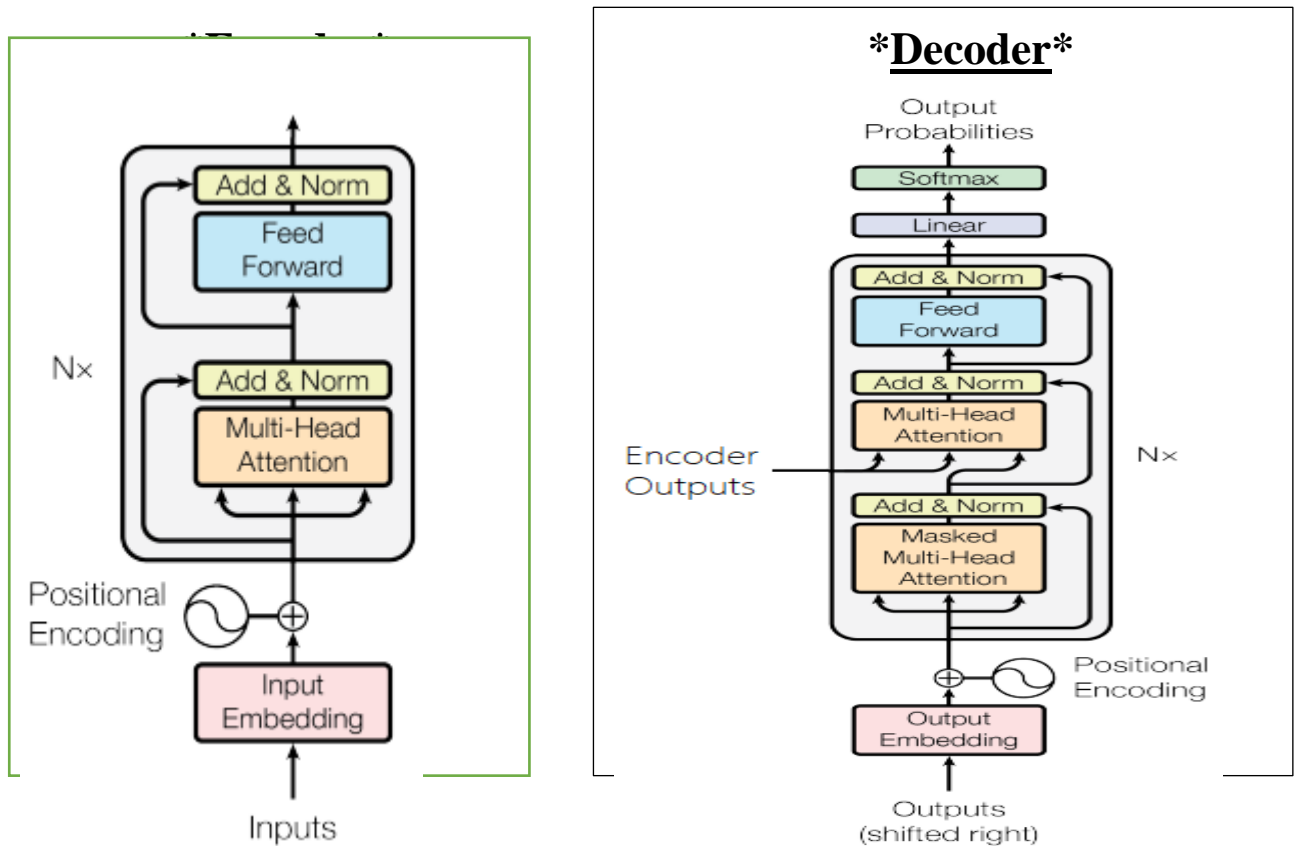 *Decoder*
Add & Norm
Feed
Forward
N×
Add & Norm
Multi-Head
Attention
Positional
Encoding
Input
Embedding
Inputs
Output
Probabilities
Softmax
Linear
Add & Norm
Feed
Forward
Add & Norm
Multi-Head
Attention
Encoder
Outputs
N×
Add & Norm
Masked
Multi-Head
Attention
Positional
Encoding
Output
Embedding
Outputs
(shifted right)